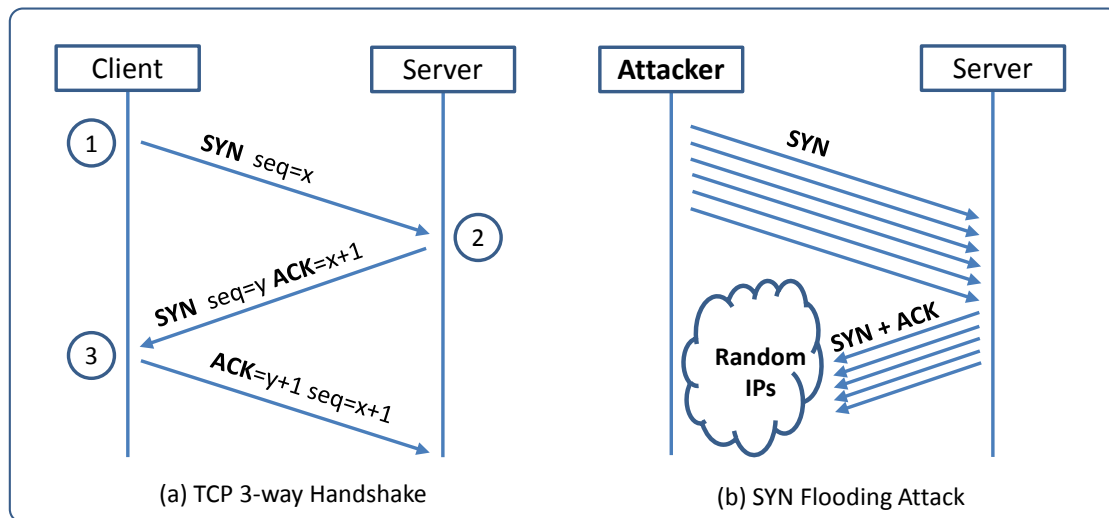 Client
Server
1
SYN seq=x
2
SYN seq=y ACK=x+1
3
ACK=y+1 seq=x+1
(a) TCP 3-way Handshake
Attacker
Server
SYN
SYN + ACK
Random
IPs
(b) SYN Flooding Attack